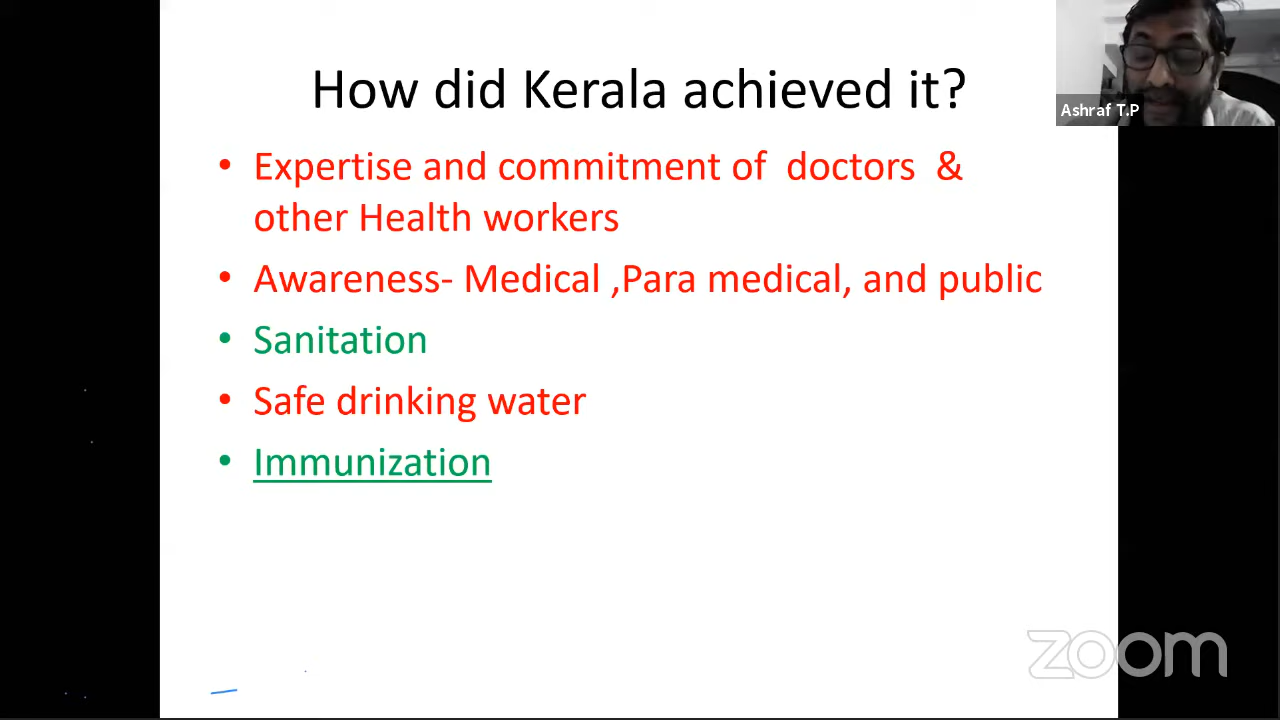 How did Kerala achieved it?
Ashraf T.P
• Expertise and commitment of doctors &
other Health workers
• Awareness- Medical ,Para medical, and public
• Sanitation
• Safe drinking water
• Immunization
zoom